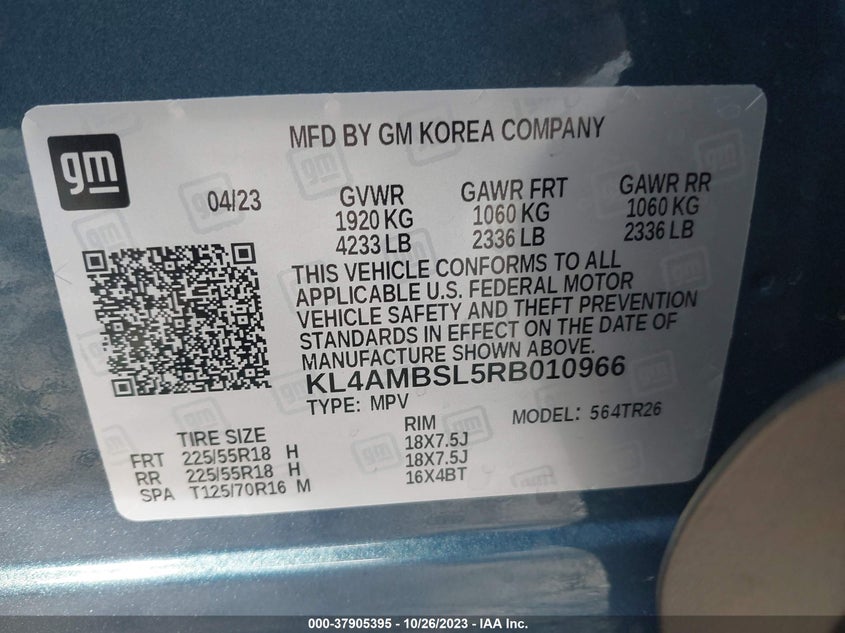 gm
MFD BY GM KOREA COMPANY
04/23
GVWR
1920 KG
4233 LB
GAWR FRT
1060 KG
2336 LB
GAWR RR
1060 KG
2336 LB
THIS VEHICLE CONFORMS TO ALL
APPLICABLE U.S. FEDERAL MOTOR
VEHICLE SAFETY AND THEFT PREVENTION
STANDARDS IN EFFECT ON THE DATE OF
MANUFACTURE SHOWN ABOVE.
KL4AMBSL5RB010966
TYPE: MPV
MODEL: 564TR26
TIRE SIZE
RIM
FRT 225/55R18 H 18X7.5J
RR 225/55R18 H 18X7.5J
SPA T125/70R16 M 16X4BT
000-37905395 - 10/26/2023 - IAA Inc.